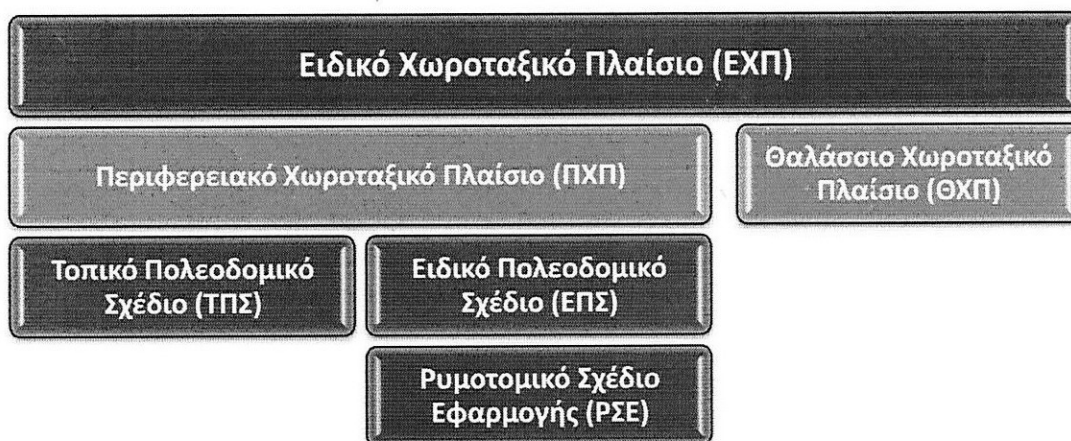 Ειδικό Χωροταξικό Πλαίσιο (ΕΧΠ)
Περιφερειακό Χωροταξικό Πλαίσιο (ΠΧΠ)
Θαλάσσιο Χωροταξικό
Πλαίσιο (ΘΧΠ)
Τοπικό Πολεοδομικό
Σχέδιο (ΤΠΣ)
Ειδικό Πολεοδομικό
Σχέδιο (ΕΠΣ)
Ρυμοτομικό Σχέδιο
Εφαρμογής (ΡΣΕ)